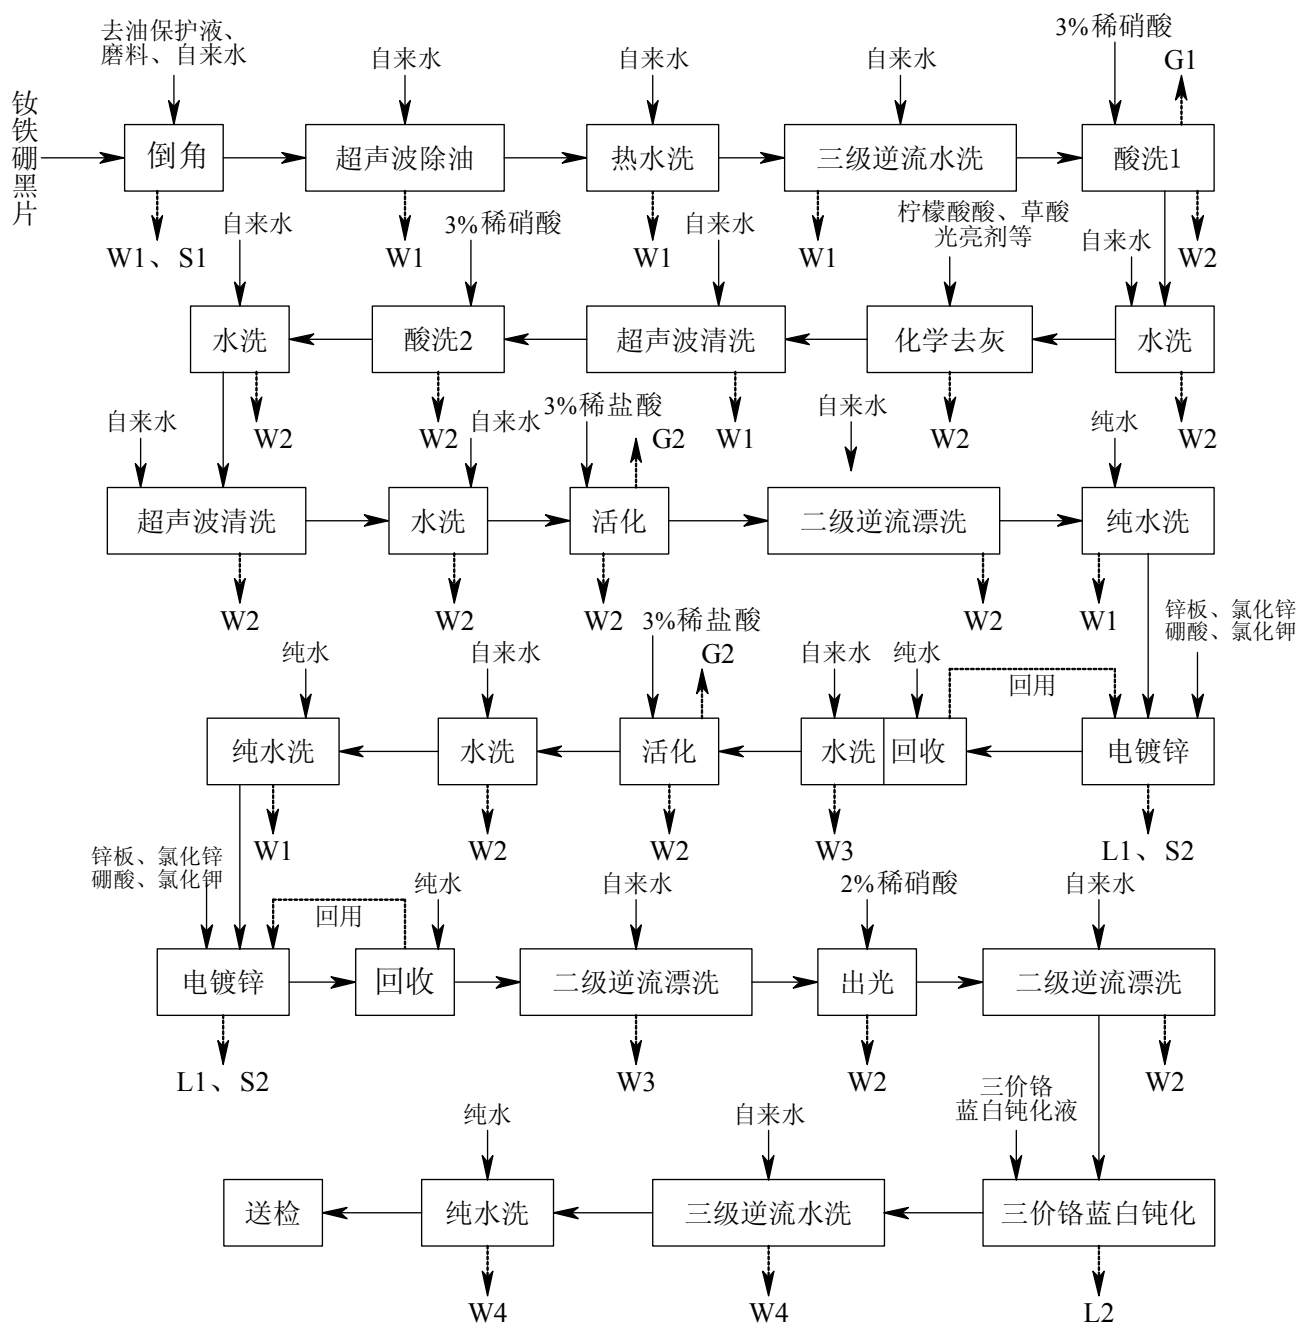 去油保护液、
磨料、自来水
自来水
自来水
自来水
3%稀硝酸
G1
钕铁硼黑片
倒角
超声波除油
热水洗
三级逆流水洗
酸洗1
W1、S1
自来水
W1
3%稀硝酸
W1
自来水
W1
柠檬酸酸、草酸
光亮剂等
自来水
W2
水洗
酸洗2
超声波清洗
化学去灰
水洗
自来水
W2
W2
自来水
3%稀盐酸
G2
W1
自来水
W2
纯水
W2
超声波清洗
水洗
活化
二级逆流漂洗
纯水洗
W2
W2
W2
W2
W1
锌板、氯化锌
硼酸、氯化钾
纯水
自来水
3%稀盐酸
G2
自来水
纯水
回用
纯水洗
水洗
活化
水洗
回收
电镀锌
锌板、氯化锌
硼酸、氯化钾
W1
W2
W2
W3
L1、S2
回用
纯水
自来水
2%稀硝酸
自来水
电镀锌
回收
二级逆流漂洗
出光
二级逆流漂洗
L1、S2
W3
W2
W2
三价铬
蓝白钝化液
纯水
自来水
送检
纯水洗
三级逆流水洗
三价铬蓝白钝化
W4
W4
L2